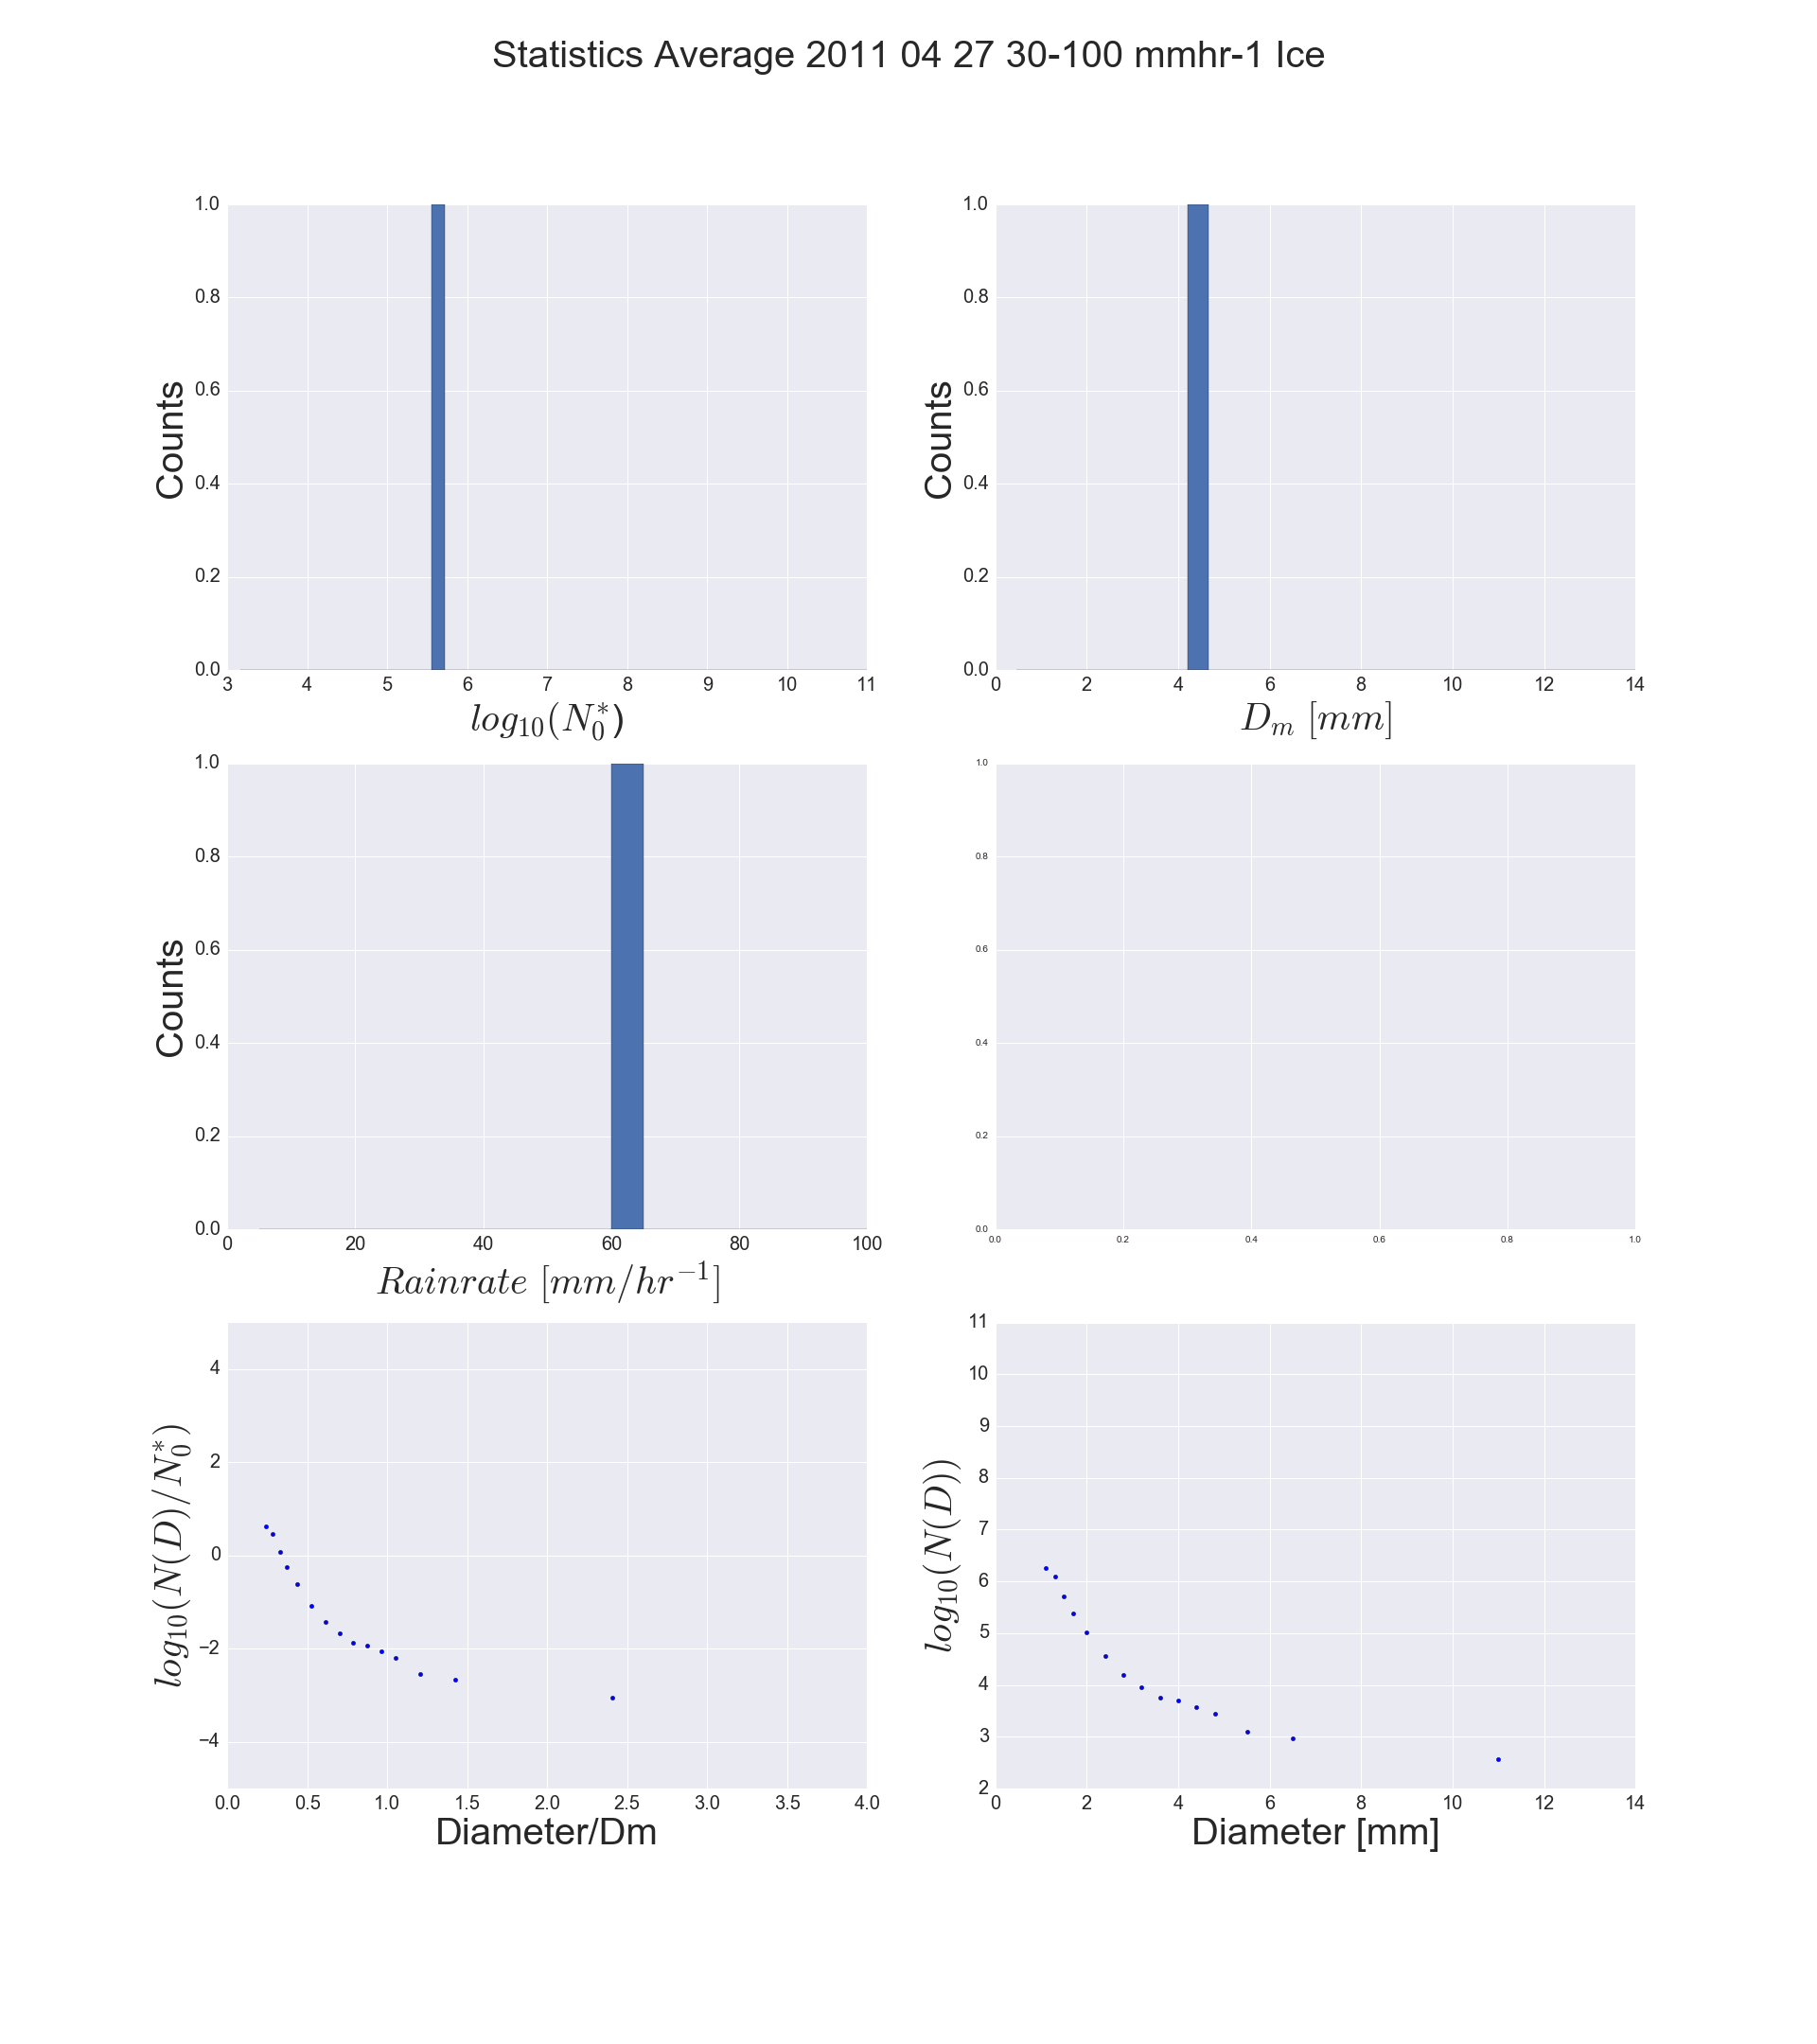 Statistics Average 2011 04 27 30-100 mmhr-1 Ice
1.0
0.8
0.6
0.4
0.2
0.0
Counts
3 4 5 6 7 8 9 10 11
log₁₀(N₀*)
1.0
0.8
0.6
0.4
0.2
0.0
Counts
0 2 4 6 8 10 12 14
Dₘ [mm]
1.0
0.8
0.6
0.4
0.2
0.0
Counts
0 20 40 60 80 100
Rainrate [mm/hr⁻¹]
1.0
0.8
0.6
0.4
0.2
0.0
0.0 0.2 0.4 0.6 0.8 1.0
4
2
0
−2
−4
log₁₀(N(D)/N₀*)
0.0 0.5 1.0 1.5 2.0 2.5 3.0 3.5 4.0
Diameter/Dm
11
10
9
8
7
6
5
4
3
2
log₁₀(N(D))
0 2 4 6 8 10 12 14
Diameter [mm]